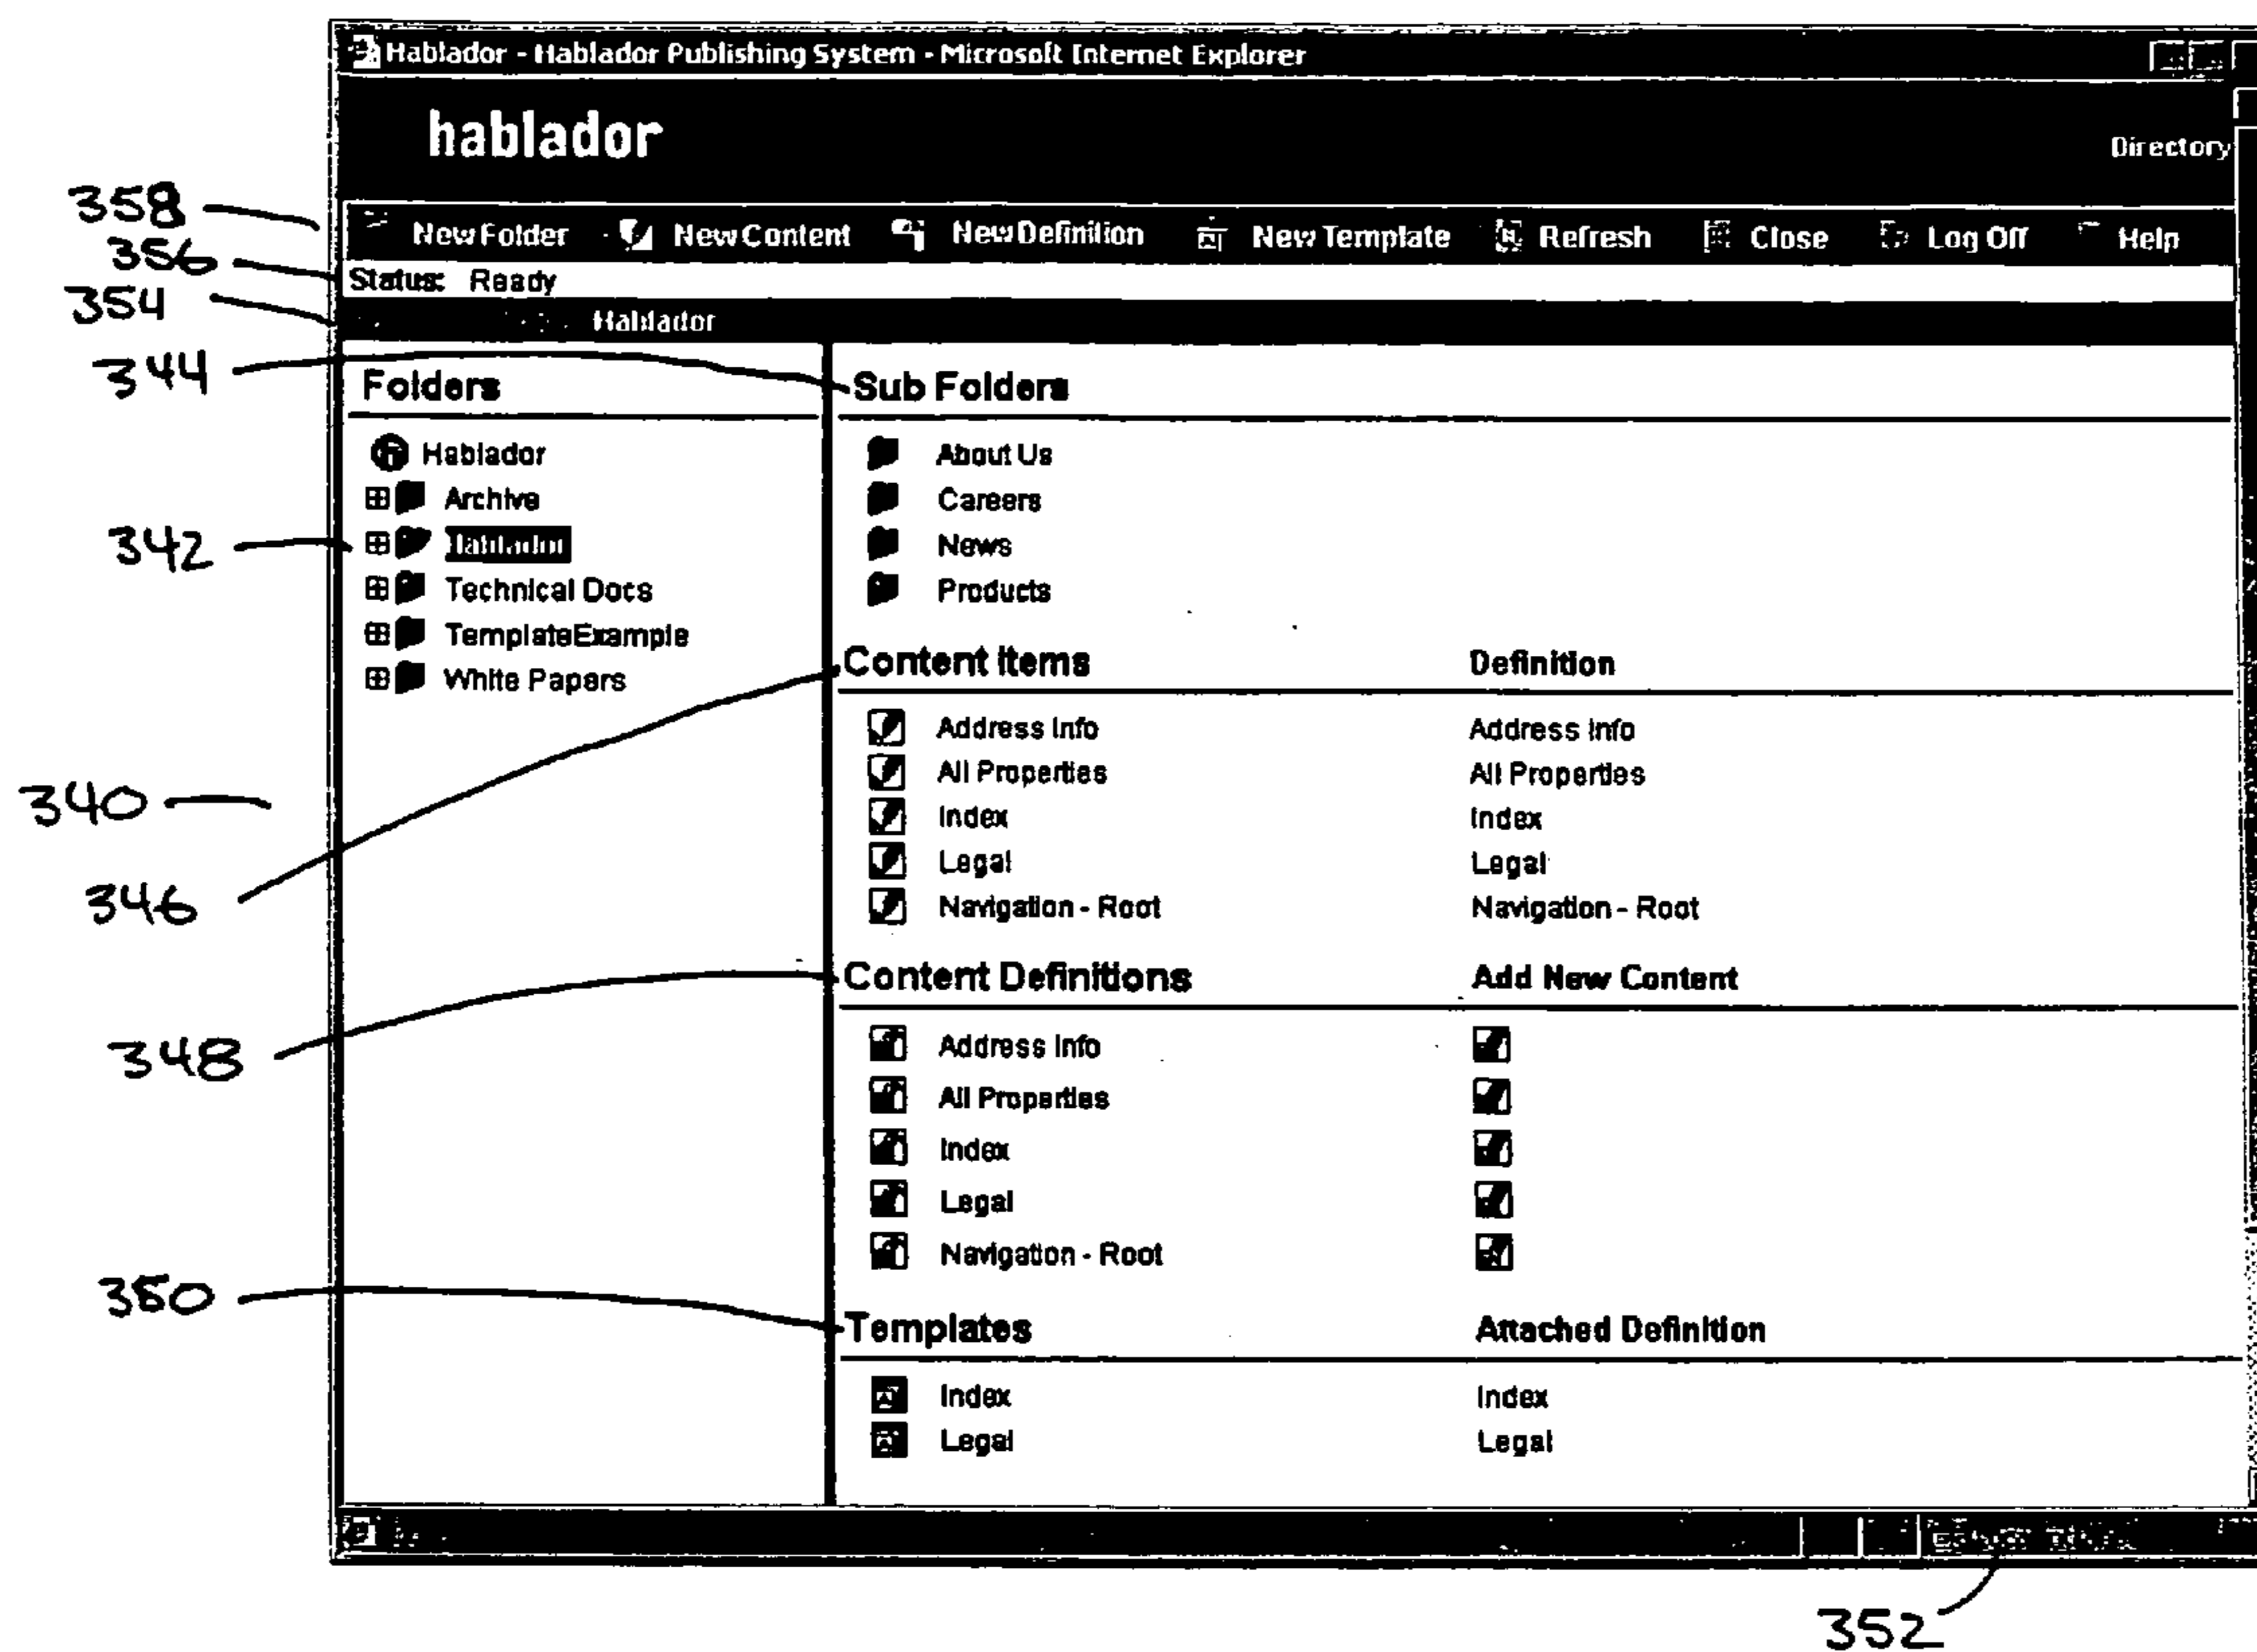 Hablador - Hablador Publishing System - Microsoft Internet Explorer
hablador
Directory
358
New Folder New Content New Definition New Template Refresh Close Log Off Help
356
Status: Ready
354
Hablador
344
Folders
Sub Folders
Hablador
Archive
342
Hablador
Technical Docs
TemplateExample
White Papers
About Us
Careers
News
Products
340
346
Content Items Definition
Address Info Address Info
All Properties All Properties
Index Index
Legal Legal
Navigation - Root Navigation - Root
348
Content Definitions Add New Content
Address Info
All Properties
Index
Legal
Navigation - Root
350
Templates Attached Definition
Index Index
Legal Legal
352